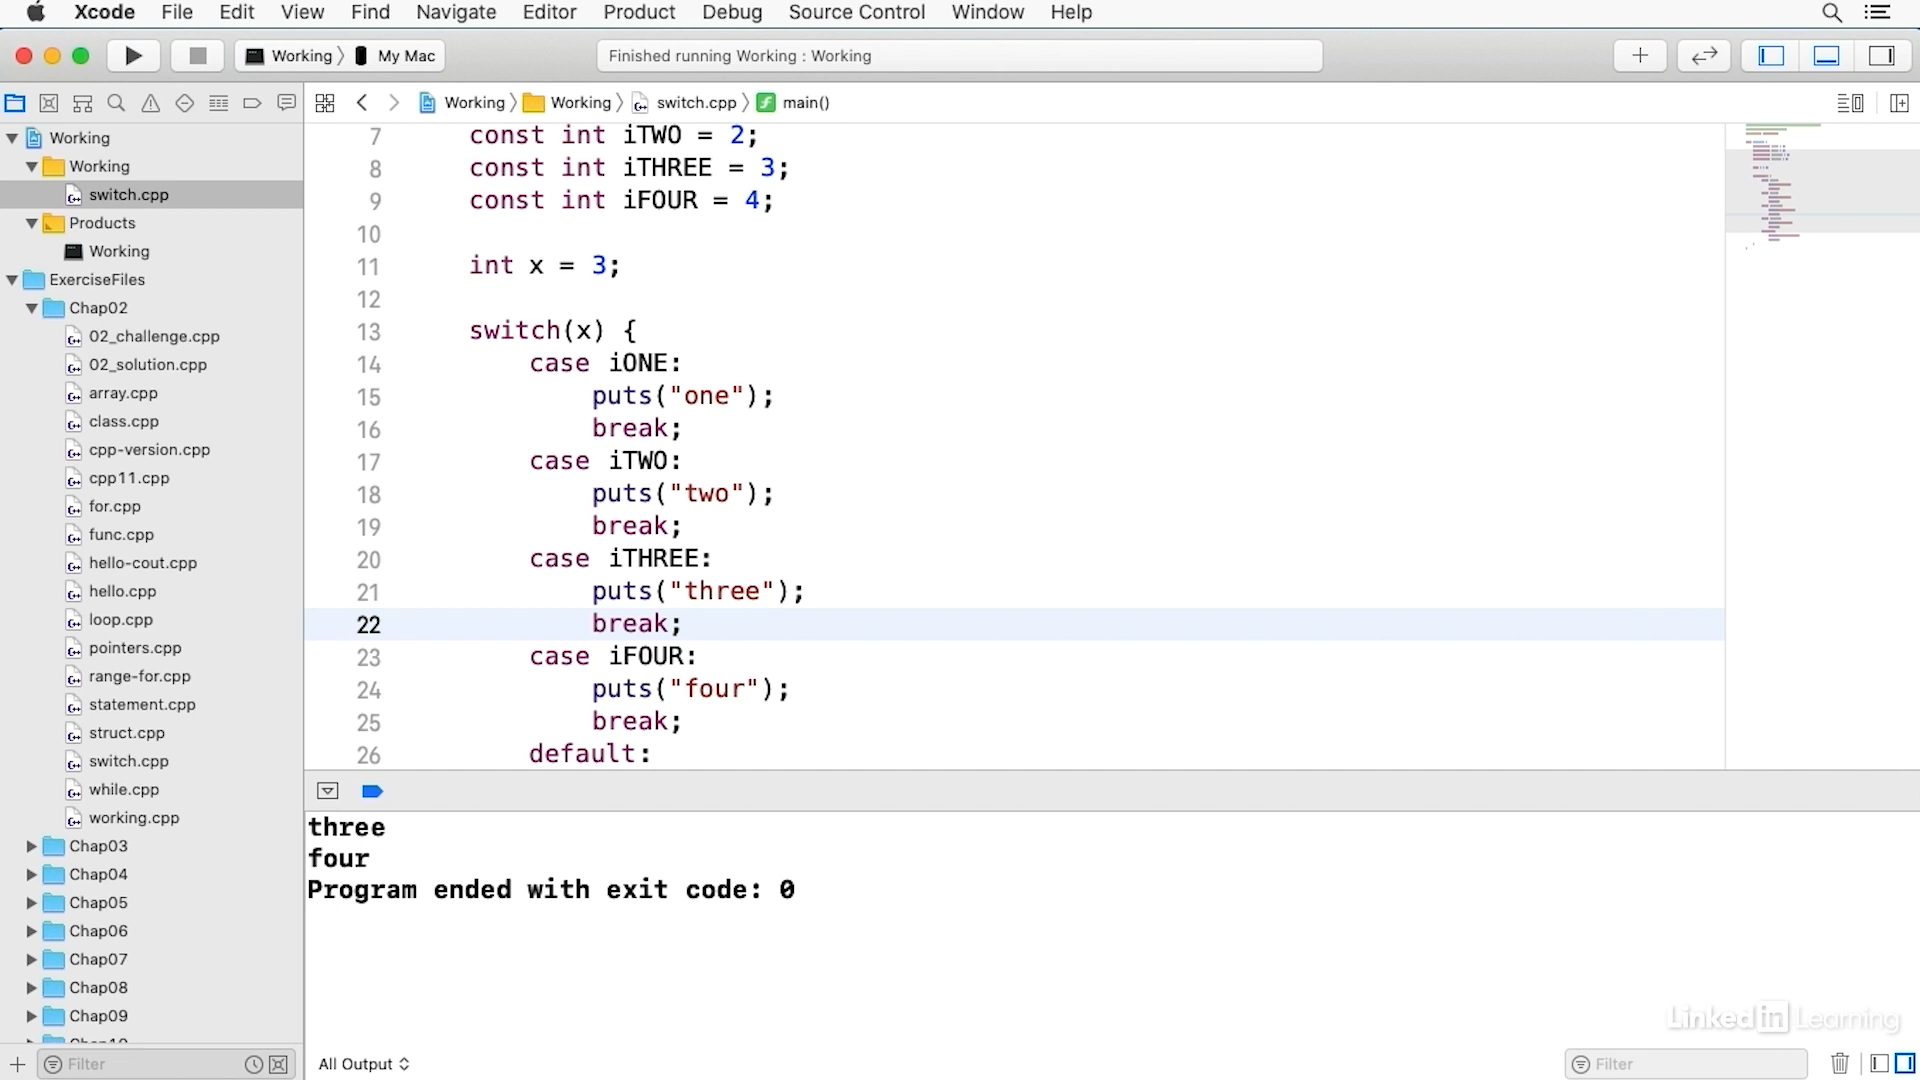 Xcode File Edit View Find Navigate Editor Product Debug Source Control Window Help
Working My Mac
Finished running Working : Working
Working Working switch.cpp main()
Working
Working
switch.cpp
Products
Working
ExerciseFiles
Chap02
02_challenge.cpp
02_solution.cpp
array.cpp
class.cpp
cpp-version.cpp
cpp11.cpp
for.cpp
func.cpp
hello-cout.cpp
hello.cpp
loop.cpp
pointers.cpp
range-for.cpp
statement.cpp
struct.cpp
switch.cpp
while.cpp
working.cpp
Chap03
Chap04
Chap05
Chap06
Chap07
Chap08
Chap09
Filter
7 const int iTWO = 2;
8 const int iTHREE = 3;
9 const int iFOUR = 4;
10
11 int x = 3;
12
13 switch(x) {
14 case iONE:
15 puts("one");
16 break;
17 case iTWO:
18 puts("two");
19 break;
20 case iTHREE:
21 puts("three");
22 break;
23 case iFOUR:
24 puts("four");
25 break;
26 default:
three
four
Program ended with exit code: 0
All Output
Filter
Linked in Learning